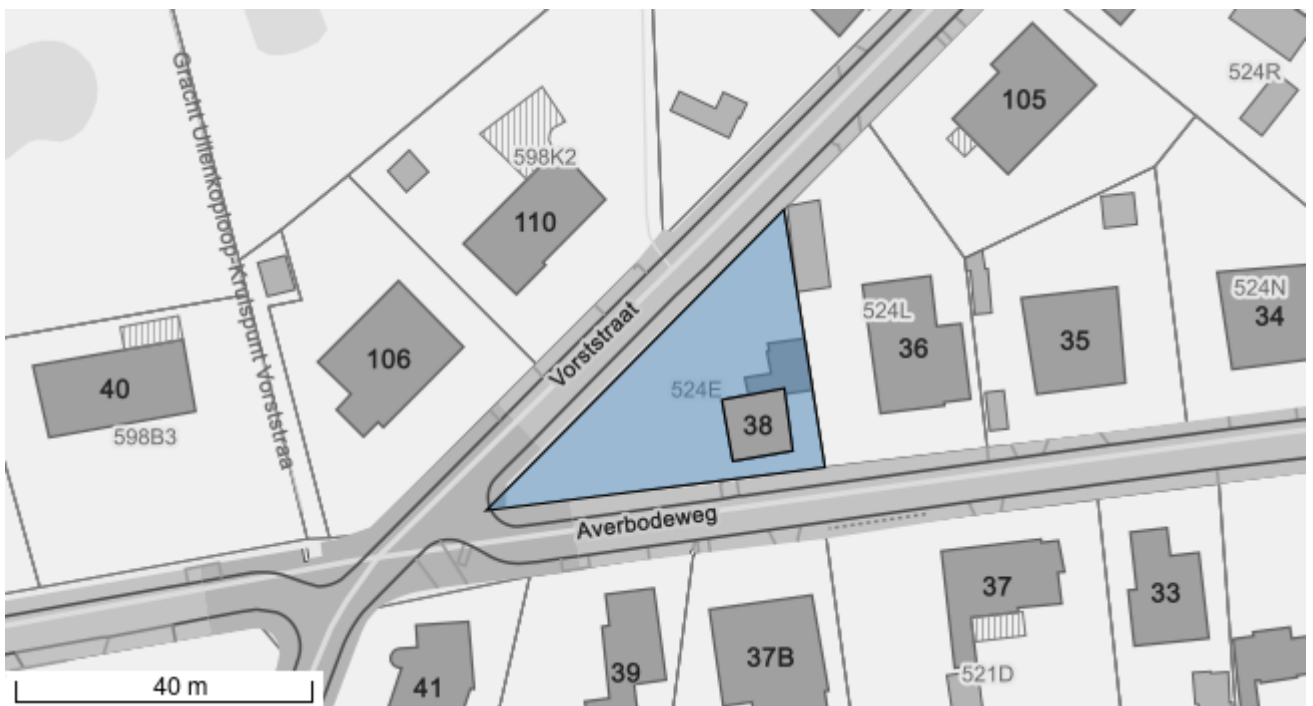 524R
105
598K2
110
Gracht Uilenkoploop-Kruispunt Vorststraa
Vorststraat
524L
36
35
524N
34
106
40
598B3
524E
38
Averbodeweg
37
33
39
37B
41
521D
40 m